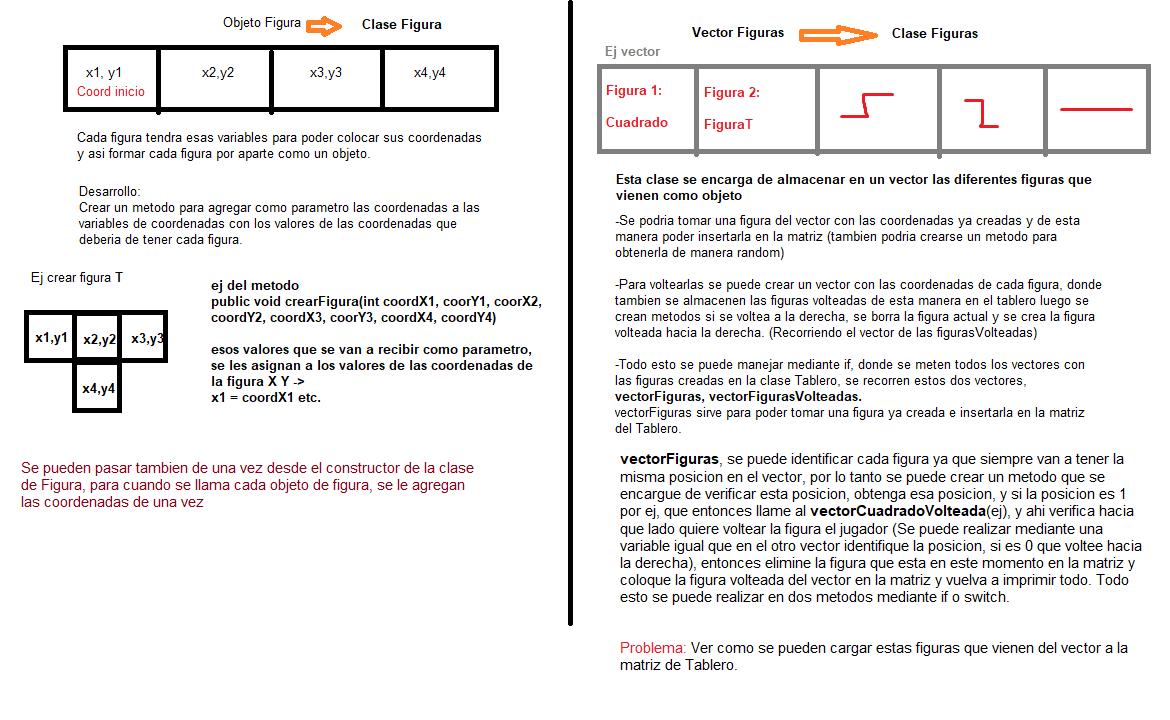 Objeto Figura
Clase Figura
x1, y1
Coord inicio
x2,y2
x3,y3
x4,y4
Cada figura tendra esas variables para poder colocar sus coordenadas
y asi formar cada figura por aparte como un objeto.
Desarrollo:
Crear un metodo para agregar como parametro las coordenadas a las
variables de coordenadas con los valores de las coordenadas que
deberia de tener cada figura.
Ej crear figura T
x1,y1
x2,y2
x3,y3
x4,y4
ej del metodo
public void crearFigura(int coordX1, coorY1, coorX2,
coordY2, coordX3, coorY3, coordX4, coordY4)
esos valores que se van a recibir como parametro,
se les asignan a los valores de las coordenadas de
la figura X Y ->
x1 = coordX1 etc.
Se pueden pasar tambien de una vez desde el constructor de la clase
de Figura, para cuando se llama cada objeto de figura, se le agregan
las coordenadas de una vez
Vector Figuras
Clase Figuras
Ej vector
Figura 1:
Cuadrado
Figura 2:
FiguraT
Esta clase se encarga de almacenar en un vector las diferentes figuras que
vienen como objeto
-Se podria tomar una figura del vector con las coordenadas ya creadas y de esta
manera poder insertarla en la matriz (tambien podria crearse un metodo para
obtenerla de manera random)
-Para voltearlas se puede crear un vector con las coordenadas de cada figura, donde
tambien se almacenen las figuras volteadas de esta manera en el tablero luego se
crean metodos si se voltea a la derecha, se borra la figura actual y se crea la figura
volteada hacia la derecha. (Recorriendo el vector de las figurasVolteadas)
-Todo esto se puede manejar mediante if, donde se meten todos los vectores con
las figuras creadas en la clase Tablero, se recorren estos dos vectores,
vectorFiguras, vectorFigurasVolteadas.
vectorFiguras sirve para poder tomar una figura ya creada e insertarla en la matriz
del Tablero.
vectorFiguras, se puede identificar cada figura ya que siempre van a tener la
misma posicion en el vector, por lo tanto se puede crear un metodo que se
encargue de verificar esta posicion, obtenga esa posicion, y si la posicion es 1
por ej, que entonces llame al vectorCuadradoVolteada(ej), y ahi verifica hacia
que lado quiere voltear la figura el jugador (Se puede realizar mediante una
variable igual que en el otro vector identifique la posicion, si es 0 que voltee hacia
la derecha), entonces elimine la figura que esta en este momento en la matriz y
coloque la figura volteada del vector en la matriz y vuelva a imprimir todo. Todo
esto se puede realizar en dos metodos mediante if o switch.
Problema: Ver como se pueden cargar estas figuras que vienen del vector a la
matriz de Tablero.